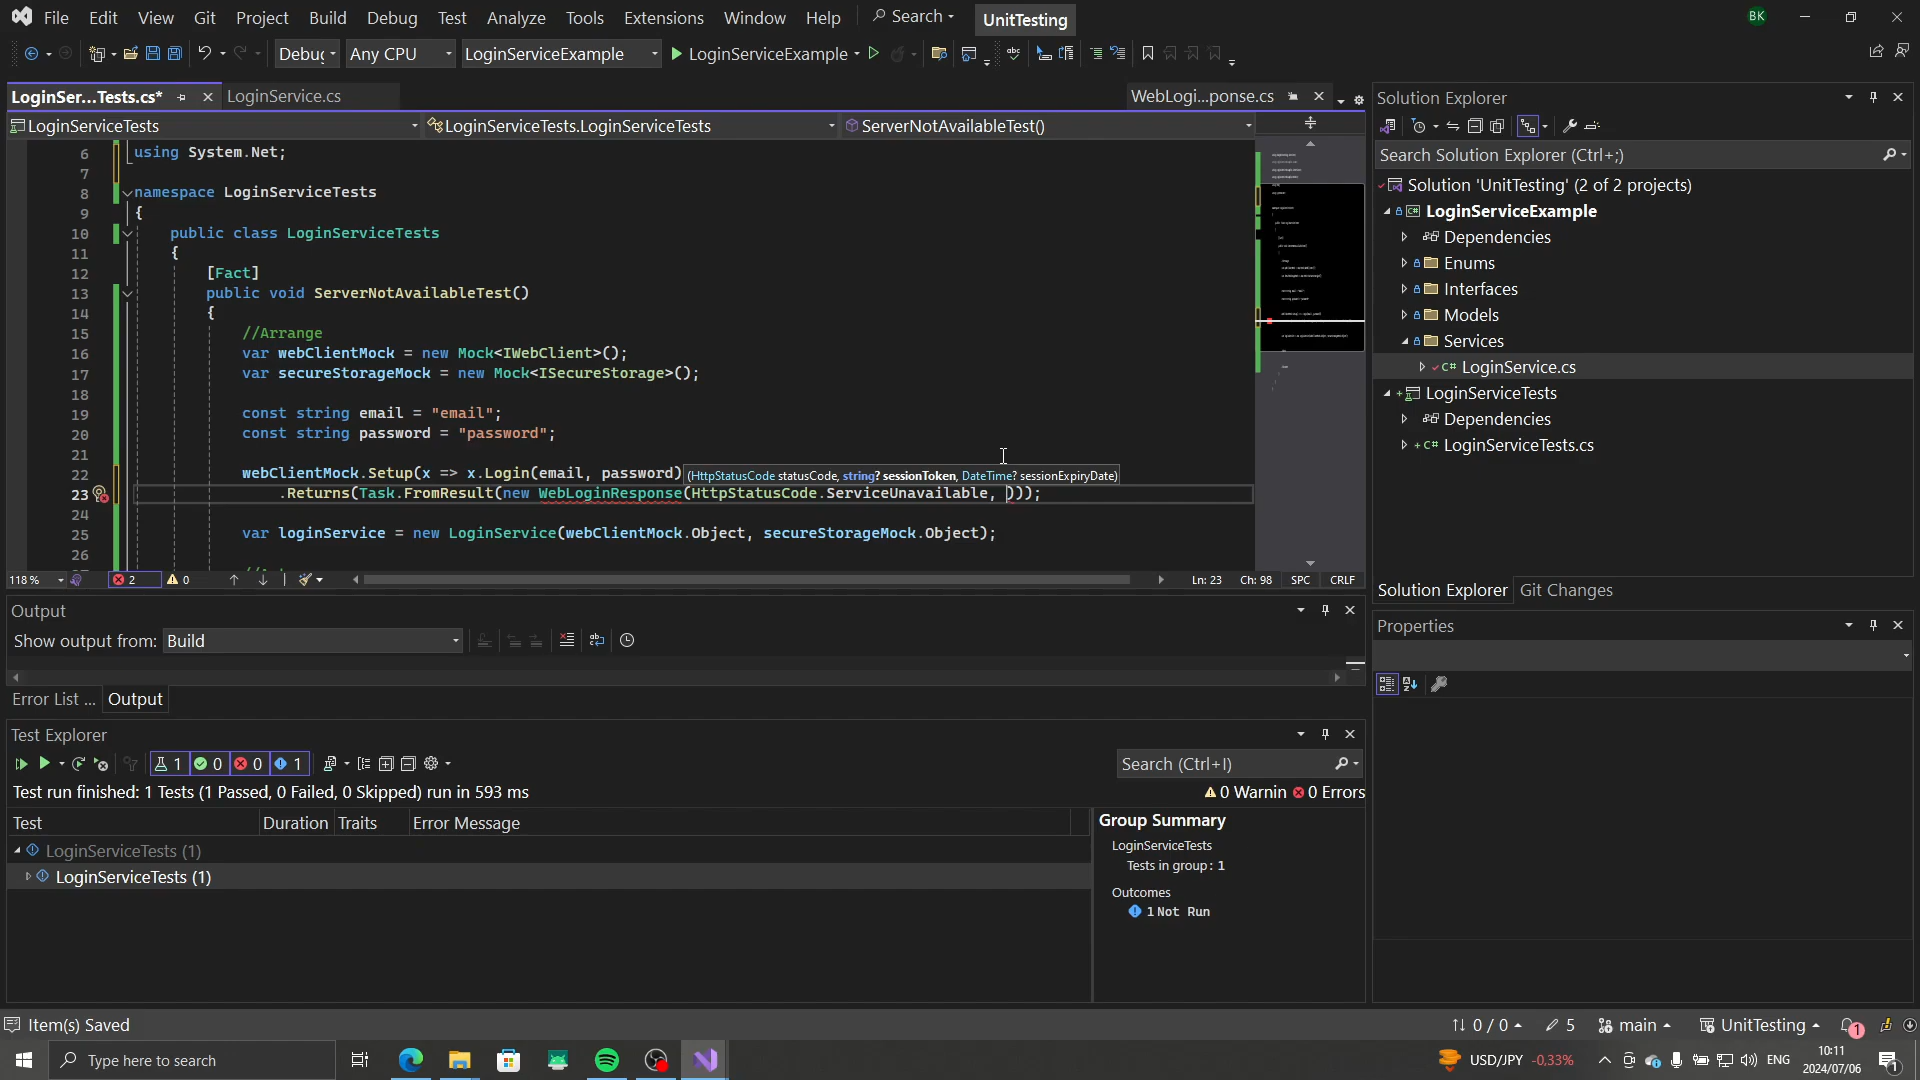 File Edit View Git Project Build Debug Test Analyze Tools Extensions Window Help Search UnitTesting BK
Debug Any CPU LoginServiceExample LoginServiceExample
LoginSer...Tests.cs* LoginService.cs WebLogi...ponse.cs
LoginServiceTests LoginServiceTests.LoginServiceTests ServerNotAvailableTest()
6 using System.Net;
7
8 namespace LoginServiceTests
9 {
10 public class LoginServiceTests
11 {
12 [Fact]
13 public void ServerNotAvailableTest()
14 {
15 //Arrange
16 var webClientMock = new Mock<IWebClient>();
17 var secureStorageMock = new Mock<ISecureStorage>();
18
19 const string email = "email";
20 const string password = "password";
21
22 webClientMock.Setup(x => x.Login(email, password)
(HttpStatusCode statusCode, string? sessionToken, DateTime? sessionExpiryDate)
23 .Returns(Task.FromResult(new WebLoginResponse(HttpStatusCode.ServiceUnavailable, )));
24
25 var loginService = new LoginService(webClientMock.Object, secureStorageMock.Object);
26
118 % 2 0 Ln: 23 Ch: 98 SPC CRLF
Output
Show output from: Build
Error List ... Output
Test Explorer
1 0 0 1 Search (Ctrl+I)
Test run finished: 1 Tests (1 Passed, 0 Failed, 0 Skipped) run in 593 ms 0 Warnin 0 Errors
Test Duration Traits Error Message
LoginServiceTests (1)
LoginServiceTests (1)
Group Summary
LoginServiceTests
Tests in group: 1
Outcomes
1 Not Run
Solution Explorer
Search Solution Explorer (Ctrl+;)
Solution 'UnitTesting' (2 of 2 projects)
LoginServiceExample
Dependencies
Enums
Interfaces
Models
Services
LoginService.cs
LoginServiceTests
Dependencies
LoginServiceTests.cs
Solution Explorer Git Changes
Properties
Item(s) Saved 0 / 0 5 main UnitTesting 1
Type here to search USD/JPY -0,33% ENG 10:11
2024/07/06 1